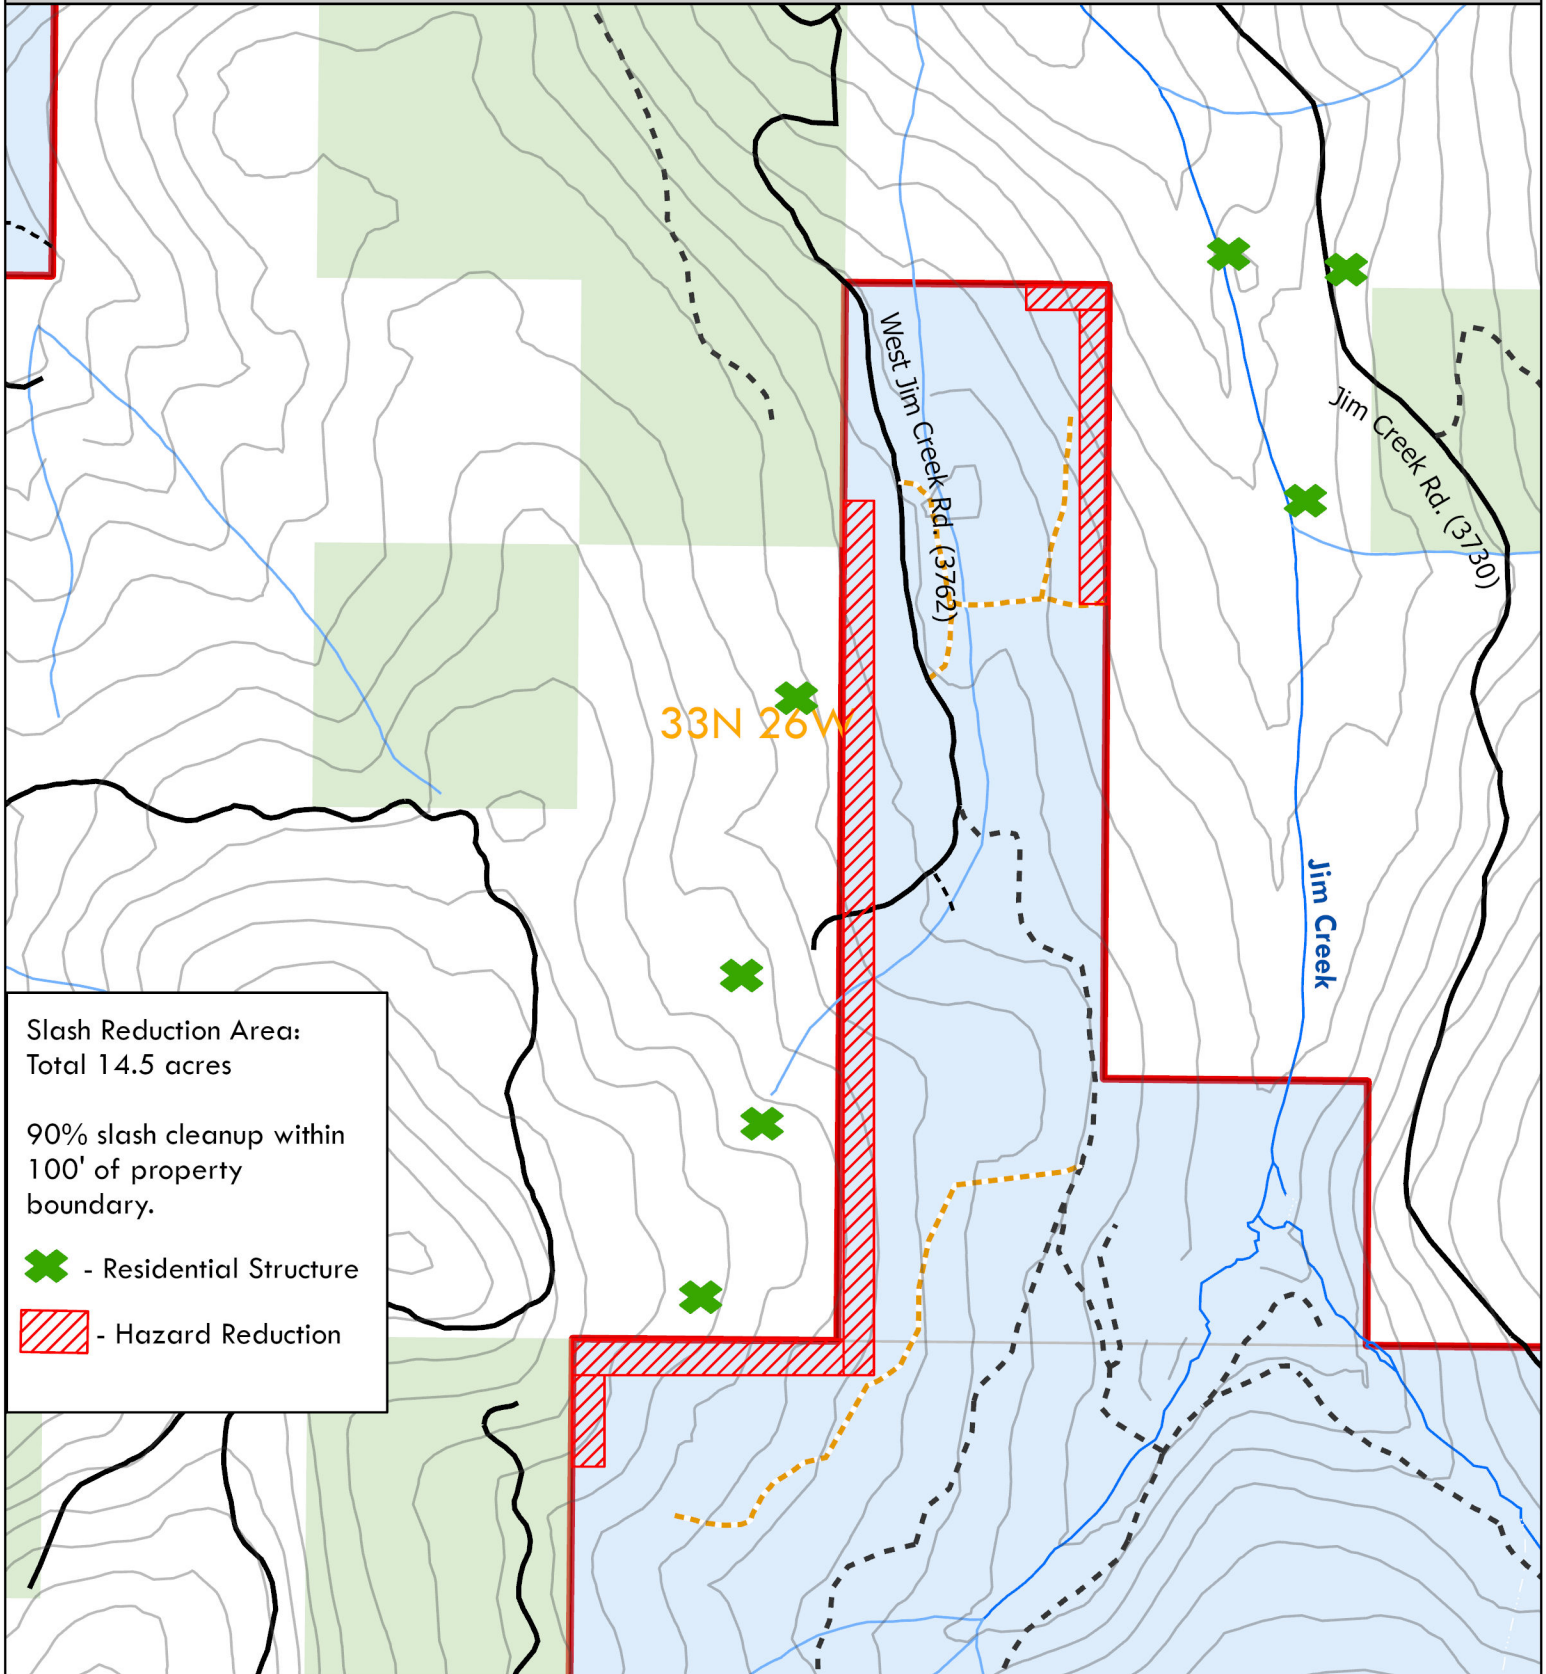 West Jim Creek Rd. (3762)
Jim Creek Rd. (3730)
33N 26W
Jim Creek
Slash Reduction Area:
Total 14.5 acres
90% slash cleanup within
100' of property
boundary.
- Residential Structure
- Hazard Reduction